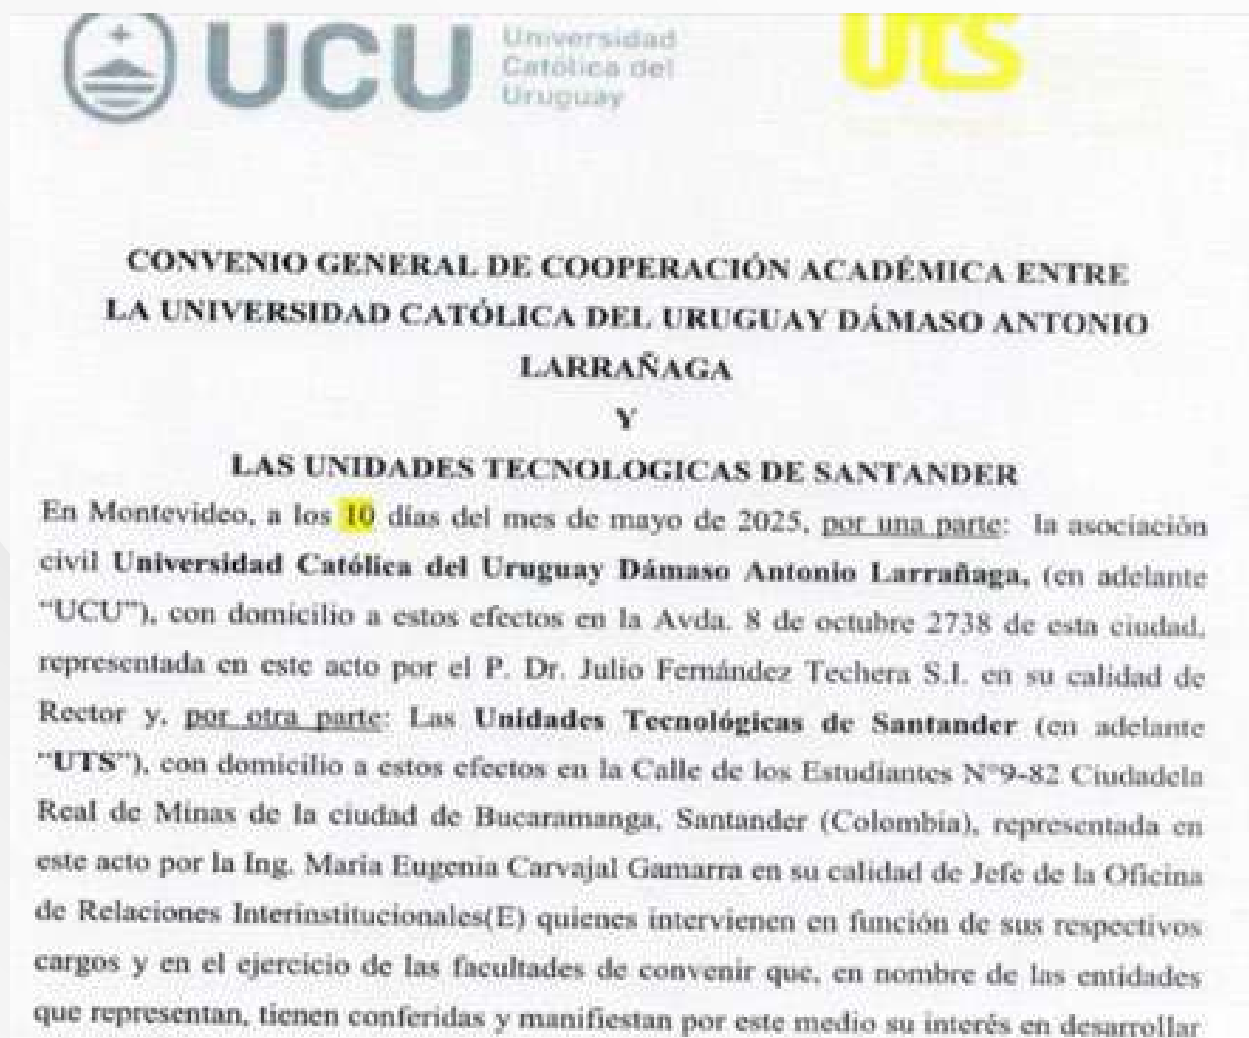 UCU
Universidad
Católica del
Uruguay
UTS
CONVENIO GENERAL DE COOPERACIÓN ACADÉMICA ENTRE
LA UNIVERSIDAD CATÓLICA DEL URUGUAY DÁMASO ANTONIO
LARRAÑAGA
Y
LAS UNIDADES TECNOLOGICAS DE SANTANDER
En Montevideo, a los 10 días del mes de mayo de 2025, por una parte: la asociación
civil Universidad Católica del Uruguay Dámaso Antonio Larrañaga, (en adelante
“UCU”), con domicilio a estos efectos en la Avda. 8 de octubre 2738 de esta ciudad,
representada en este acto por el P. Dr. Julio Fernández Techera S.I. en su calidad de
Rector y, por otra parte: Las Unidades Tecnológicas de Santander (en adelante
“UTS”), con domicilio a estos efectos en la Calle de los Estudiantes N°9-82 Ciudadela
Real de Minas de la ciudad de Bucaramanga, Santander (Colombia), representada en
este acto por la Ing. Maria Eugenia Carvajal Gamarra en su calidad de Jefe de la Oficina
de Relaciones Interinstitucionales(E) quienes intervienen en función de sus respectivos
cargos y en el ejercicio de las facultades de convenir que, en nombre de las entidades
que representan, tienen conferidas y manifiestan por este medio su interés en desarrollar